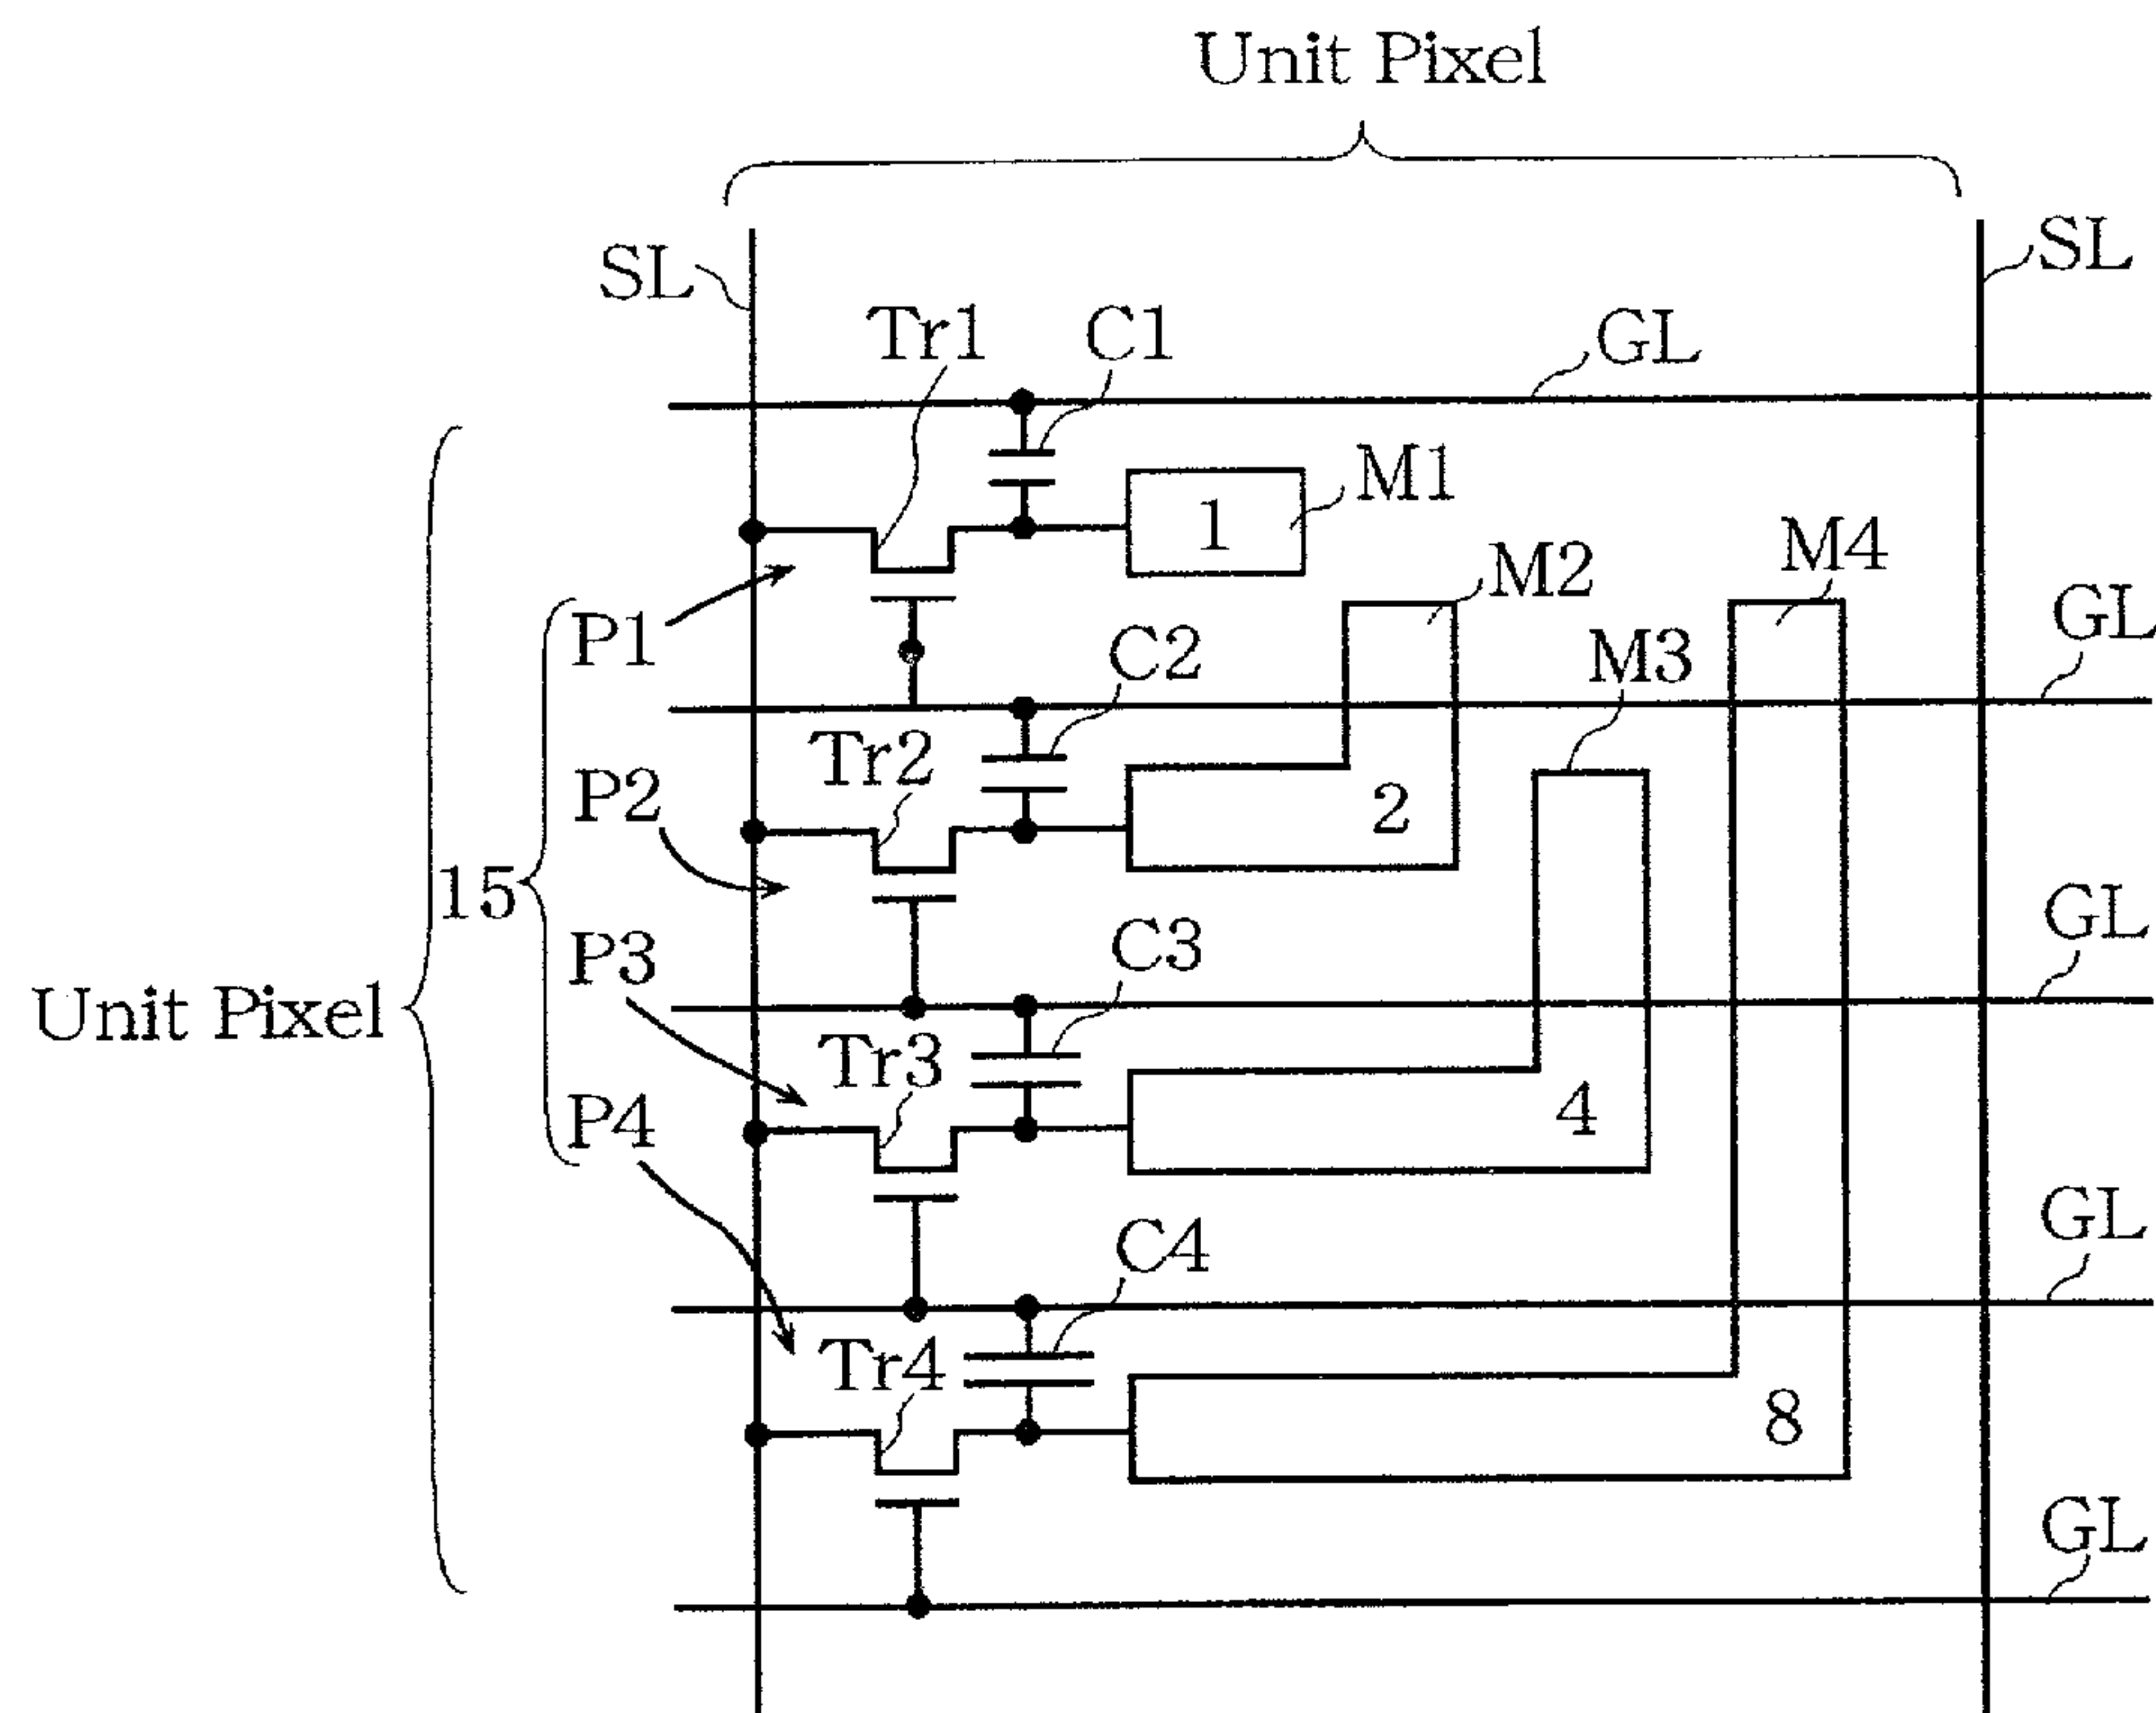 Unit Pixel
SL
SL
Tr1
C1
GL
M1
1
M2
M4
P1
C2
M3
GL
Tr2
P2
2
15
C3
GL
P3
Unit Pixel
Tr3
4
P4
C4
GL
Tr4
8
GL